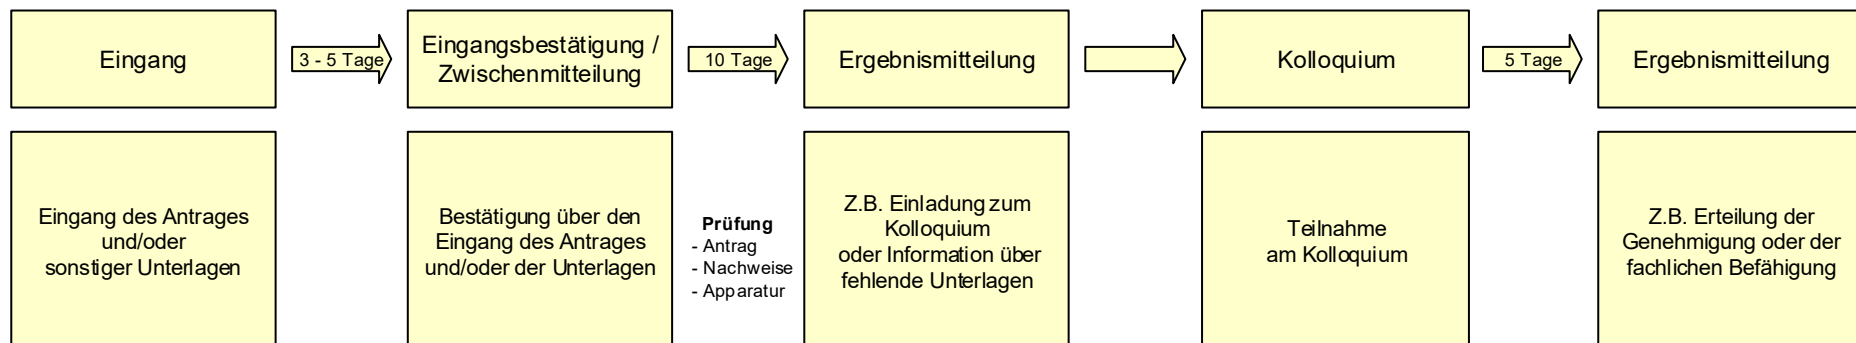 Eingang
3 - 5 Tage
Eingangsbestätigung /
Zwischenmitteilung
10 Tage
Ergebnismitteilung
Kolloquium
5 Tage
Ergebnismitteilung
Eingang des Antrages
und/oder
sonstiger Unterlagen
Bestätigung über den
Eingang des Antrages
und/oder der Unterlagen
Prüfung
- Antrag
- Nachweise
- Apparatur
Z.B. Einladung zum
Kolloquium
oder Information über
fehlende Unterlagen
Teilnahme
am Kolloquium
Z.B. Erteilung der
Genehmigung oder der
fachlichen Befähigung